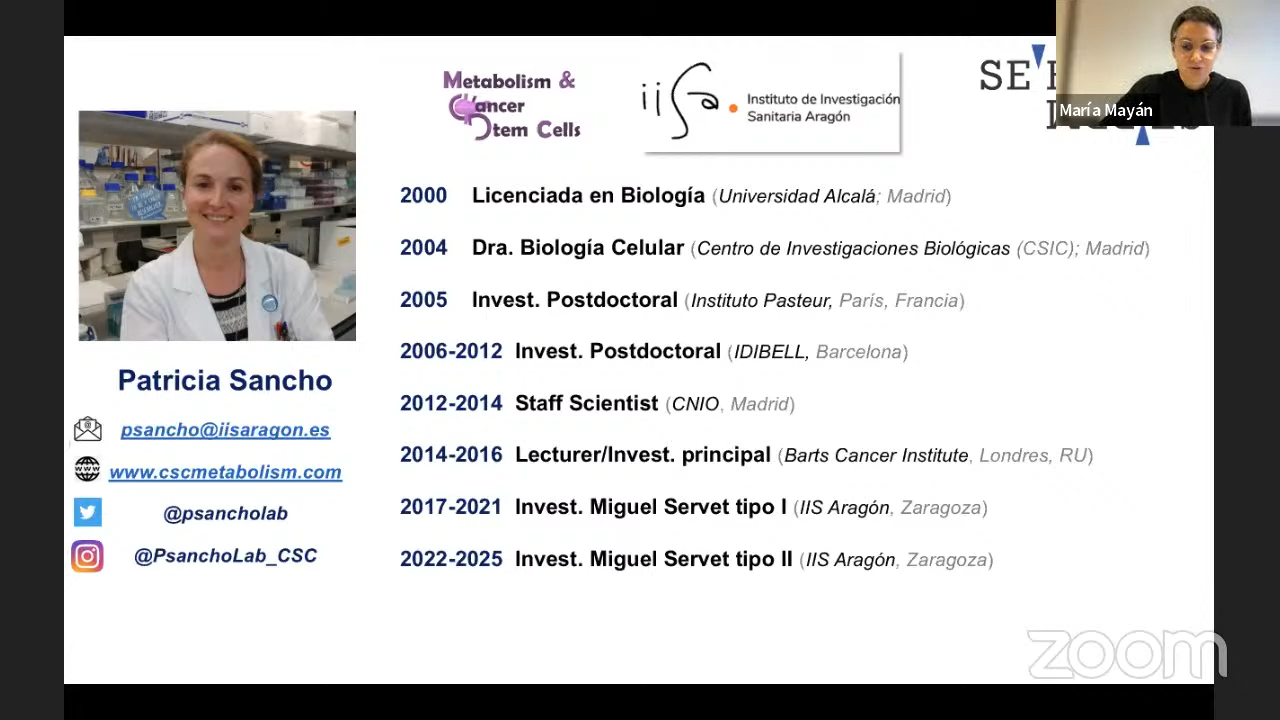 Metabolism &
Cancer
Stem Cells
iiSa.
Instituto de Investigación
Sanitaria Aragón
SE
María Mayán
2000 Licenciada en Biología (Universidad Alcalá; Madrid)
2004 Dra. Biología Celular (Centro de Investigaciones Biológicas (CSIC); Madrid)
2005 Invest. Postdoctoral (Instituto Pasteur, París, Francia)
2006-2012 Invest. Postdoctoral (IDIBELL, Barcelona)
2012-2014 Staff Scientist (CNIO, Madrid)
2014-2016 Lecturer/Invest. principal (Barts Cancer Institute, Londres, RU)
2017-2021 Invest. Miguel Servet tipo I (IIS Aragón, Zaragoza)
2022-2025 Invest. Miguel Servet tipo II (IIS Aragón, Zaragoza)
Patricia Sancho
psancho@iisaragon.es
www.cscmetabolism.com
@psancholab
@PsanchoLab_CSC
zoom